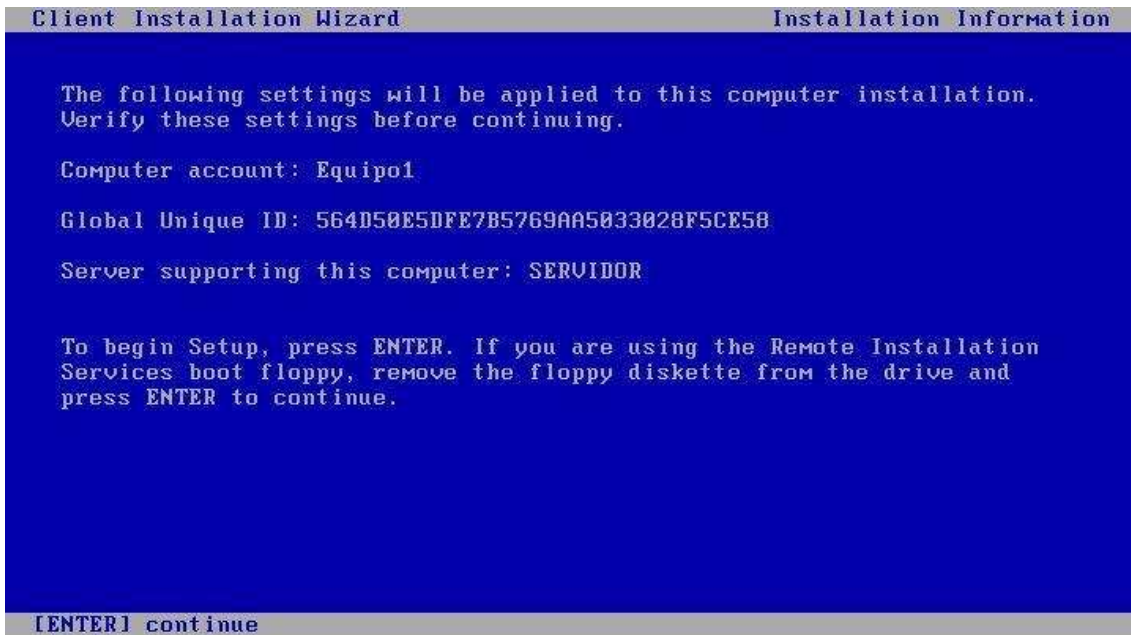 Client Installation Wizard Installation Information
The following settings will be applied to this computer installation.
Verify these settings before continuing.
Computer account: Equipo1
Global Unique ID: 564D50E5DFE7B5769AA5033028F5CE58
Server supporting this computer: SERVIDOR
To begin Setup, press ENTER. If you are using the Remote Installation
Services boot floppy, remove the floppy diskette from the drive and
press ENTER to continue.
[ENTER] continue